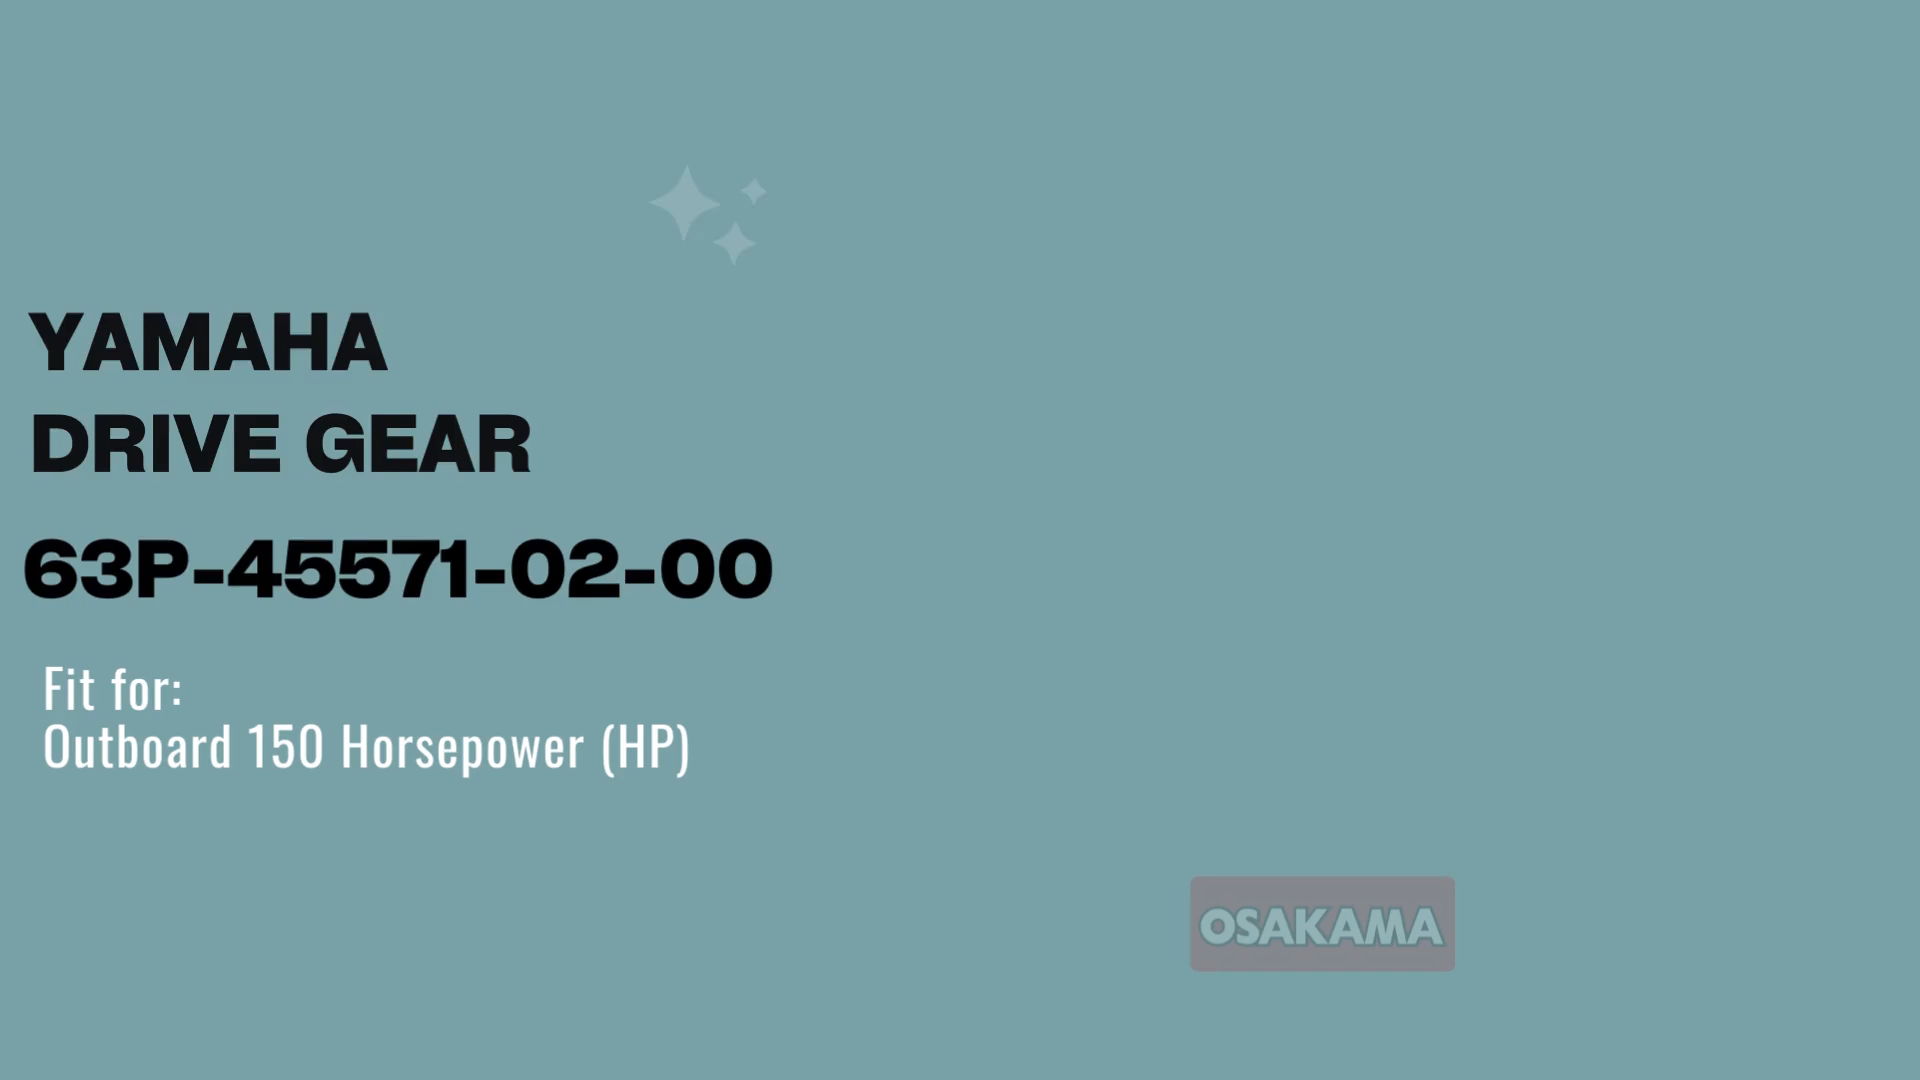 YAMAHA
DRIVE GEAR
63P-45571-02-00
Fit for:
Outboard 150 Horsepower (HP)
OSAKAMA